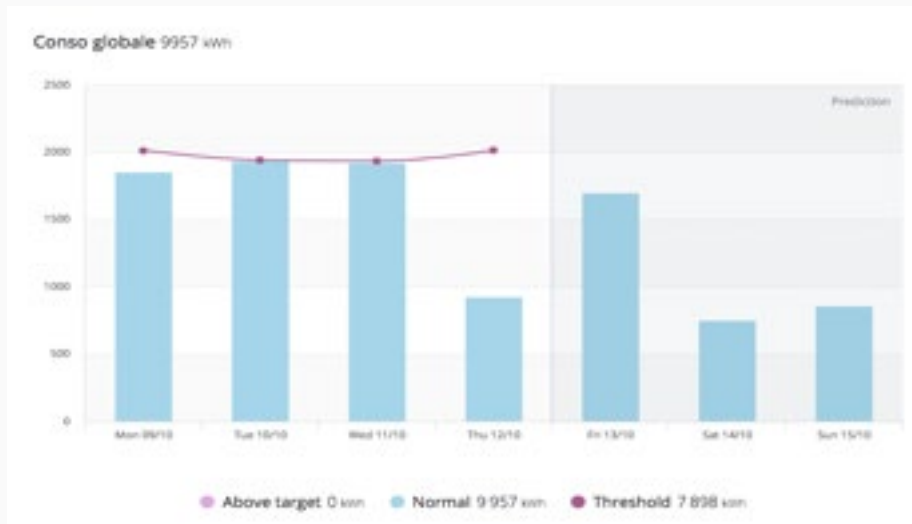 Conso globale 9957 kWh
2500
Prediction
2000
1500
1000
500
0
Mon 09/10 Tue 10/10 Wed 11/10 Thu 12/10 Fri 13/10 Sat 14/10 Sun 15/10
Above target 0 kWh Normal 9 957 kWh Threshold 7 898 kWh